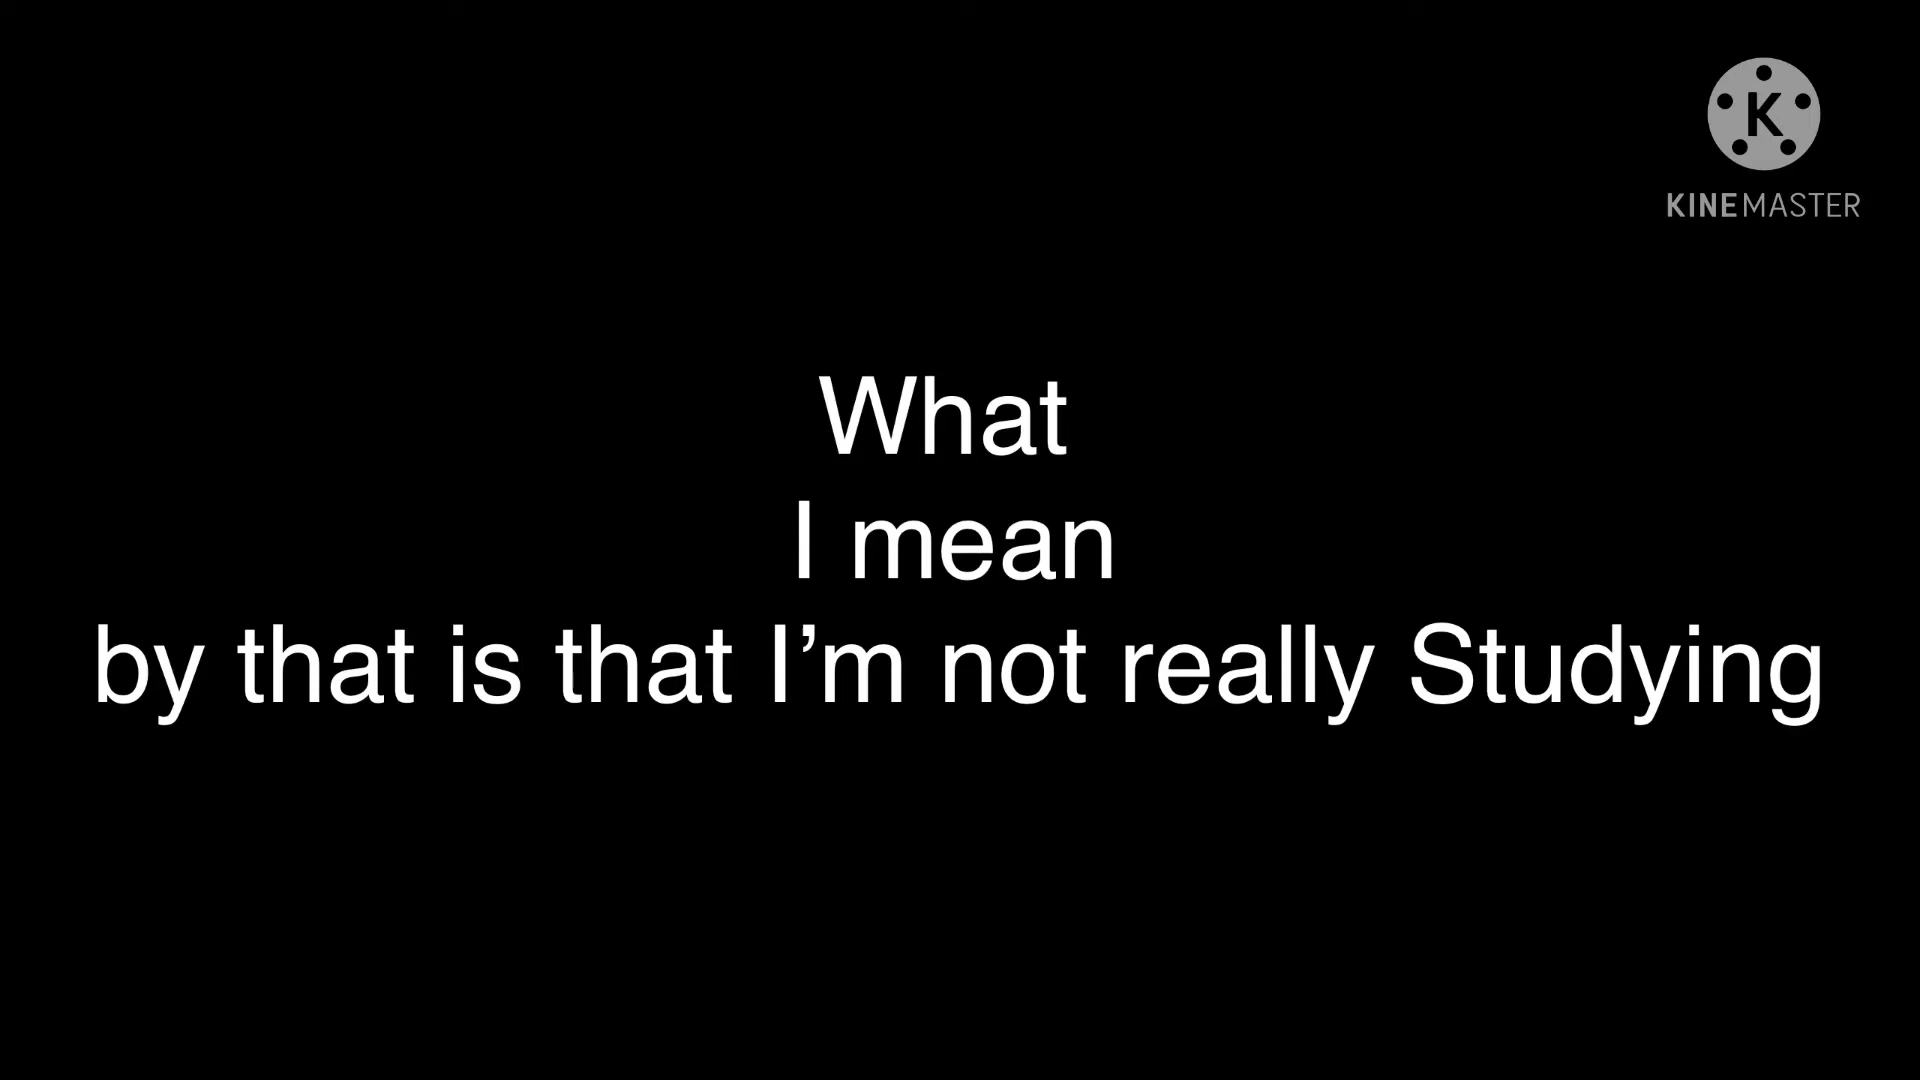 K
KINEMASTER
What
I mean
by that is that I’m not really Studying